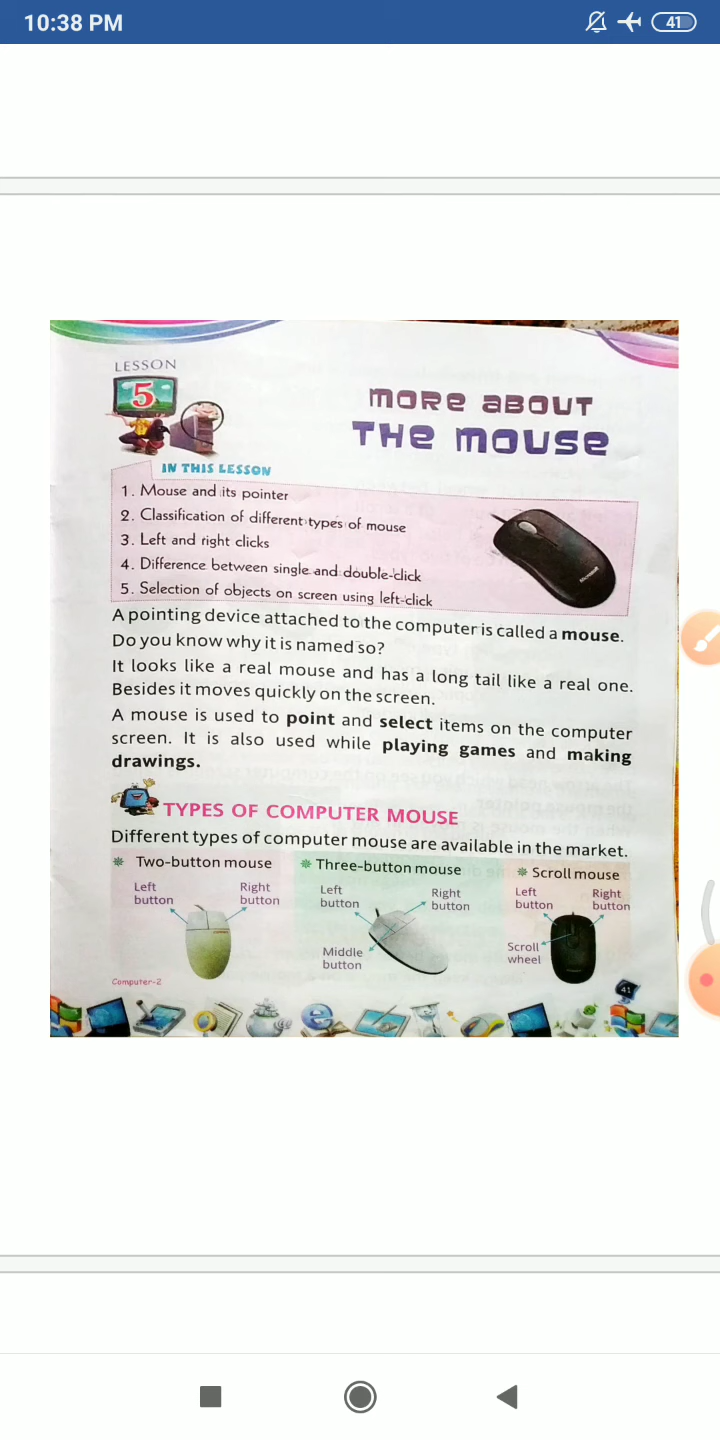 10:38 PM
41
LESSON
5
MORE ABOUT
THE MOUSE
IN THIS LESSON
1. Mouse and its pointer
2. Classification of different types of mouse
3. Left and right clicks
4. Difference between single and double-click
5. Selection of objects on screen using left-click
Microsoft
A pointing device attached to the computer is called a mouse.
Do you know why it is named so?
It looks like a real mouse and has a long tail like a real one.
Besides it moves quickly on the screen.
A mouse is used to point and select items on the computer
screen. It is also used while playing games and making
drawings.
TYPES OF COMPUTER MOUSE
Different types of computer mouse are available in the market.
Two-button mouse
Left
button
Right
button
Three-button mouse
Left
button
Right
button
Middle
button
Scroll mouse
Left
button
Right
button
Scroll
wheel
Computer-2
41